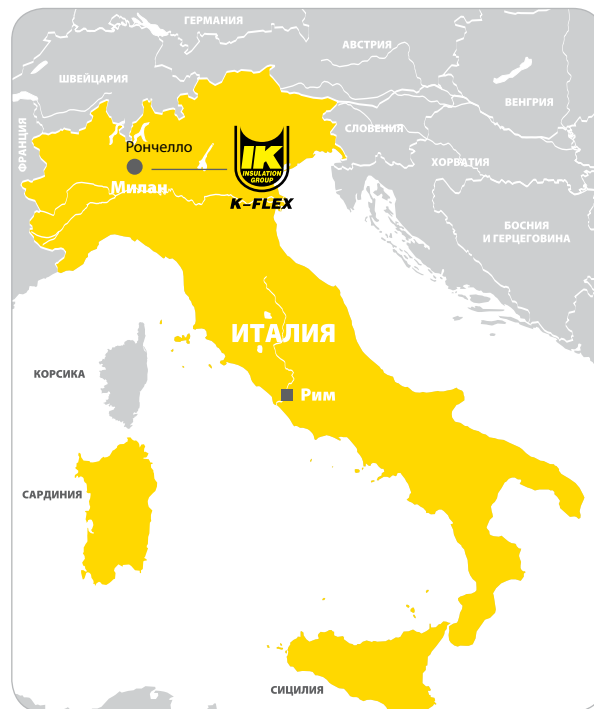 ГЕРМАНИЯ
АВСТРИЯ
ШВЕЙЦАРИЯ
ВЕНГРИЯ
ФРАНЦИЯ
СЛОВЕНИЯ
Рончелло
ХОРВАТИЯ
IK
INSULATION
GROUP
Милан
K-FLEX
БОСНИЯ
И ГЕРЦЕГОВИНА
ИТАЛИЯ
КОРСИКА
Рим
САРДИНИЯ
СИЦИЛИЯ